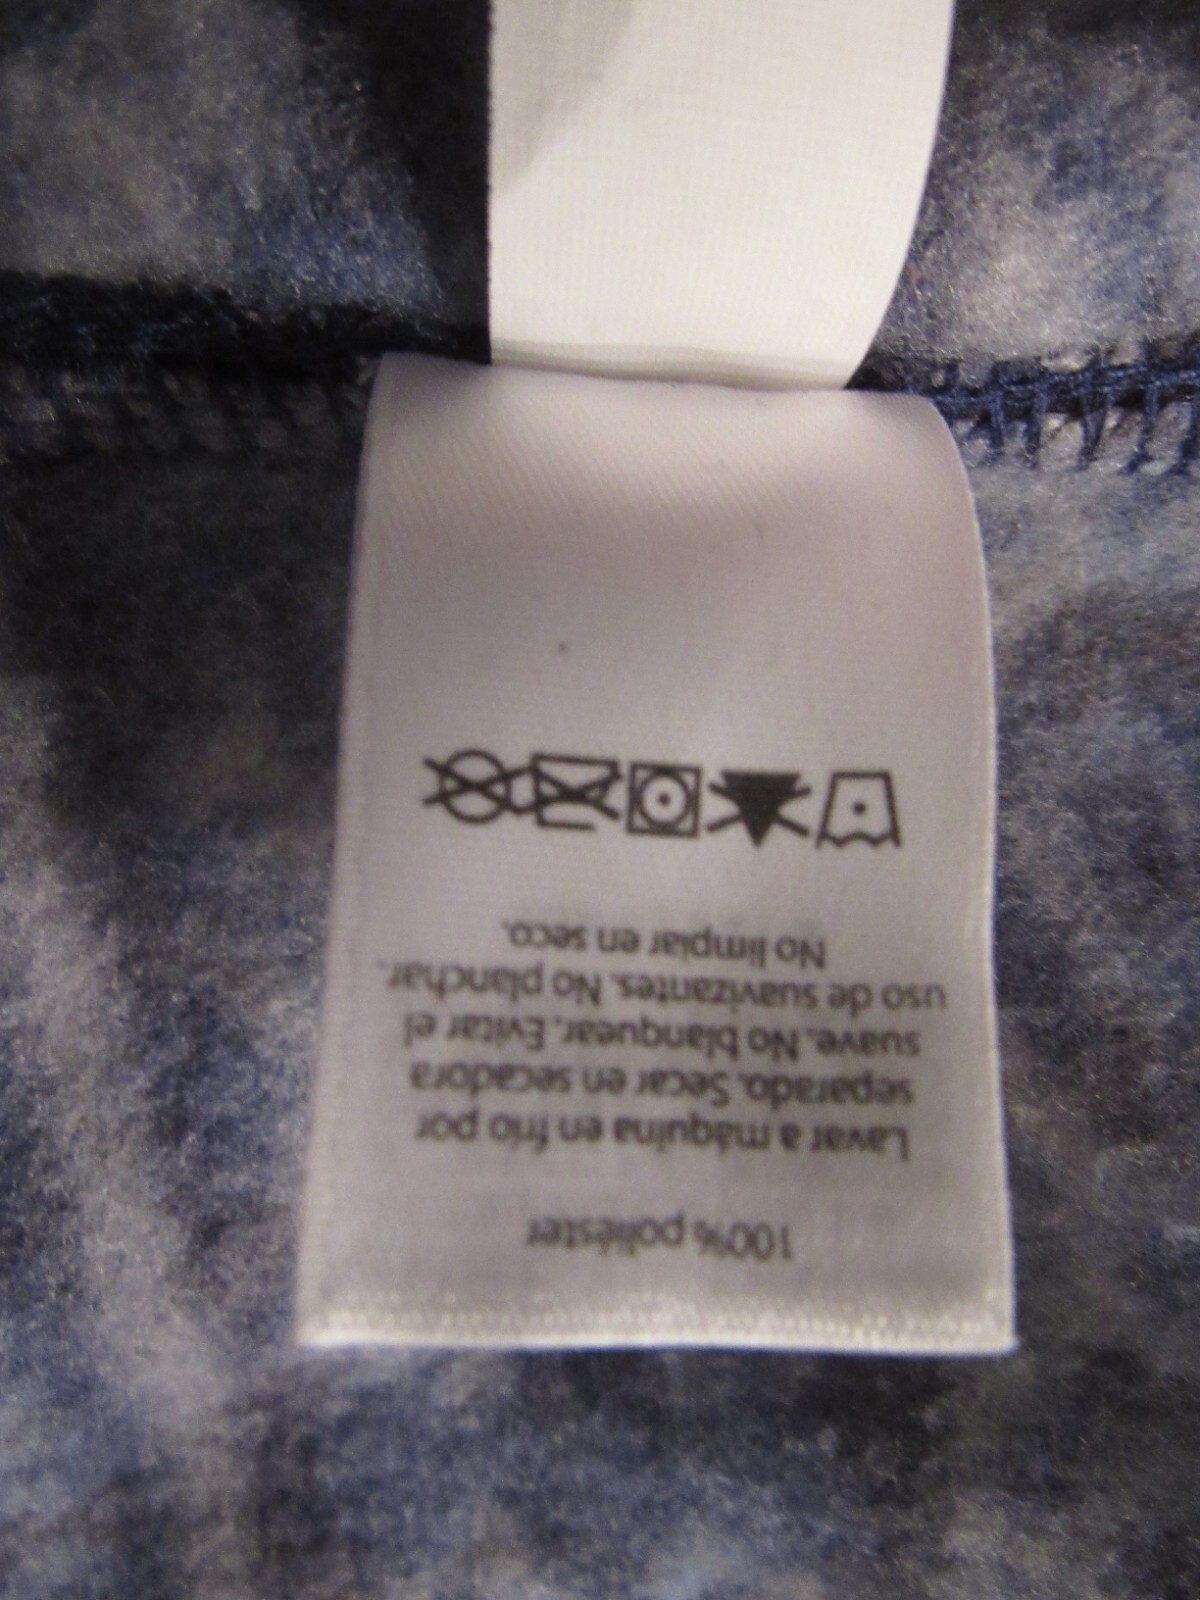 100% poliéster
Lavar a máquina en frío por
separado. Secar en secadora
suave. No blanquear. Evitar el
uso de suavizantes. No planchar.
No limpiar en seco.